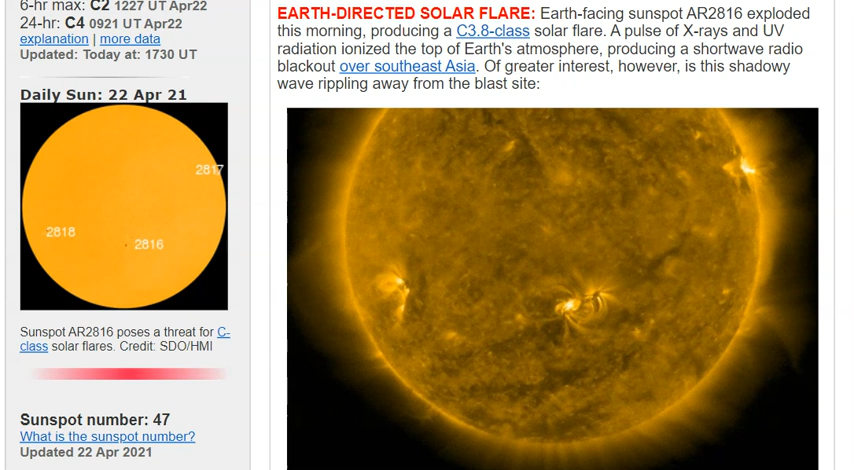 6-hr max: C2 1227 UT Apr22
24-hr: C4 0921 UT Apr22
explanation | more data
Updated: Today at: 1730 UT
Daily Sun: 22 Apr 21
2817
2818
2816
Sunspot AR2816 poses a threat for C-
class solar flares. Credit: SDO/HMI
Sunspot number: 47
What is the sunspot number?
Updated 22 Apr 2021
EARTH-DIRECTED SOLAR FLARE: Earth-facing sunspot AR2816 exploded
this morning, producing a C3.8-class solar flare. A pulse of X-rays and UV
radiation ionized the top of Earth's atmosphere, producing a shortwave radio
blackout over southeast Asia. Of greater interest, however, is this shadowy
wave rippling away from the blast site: